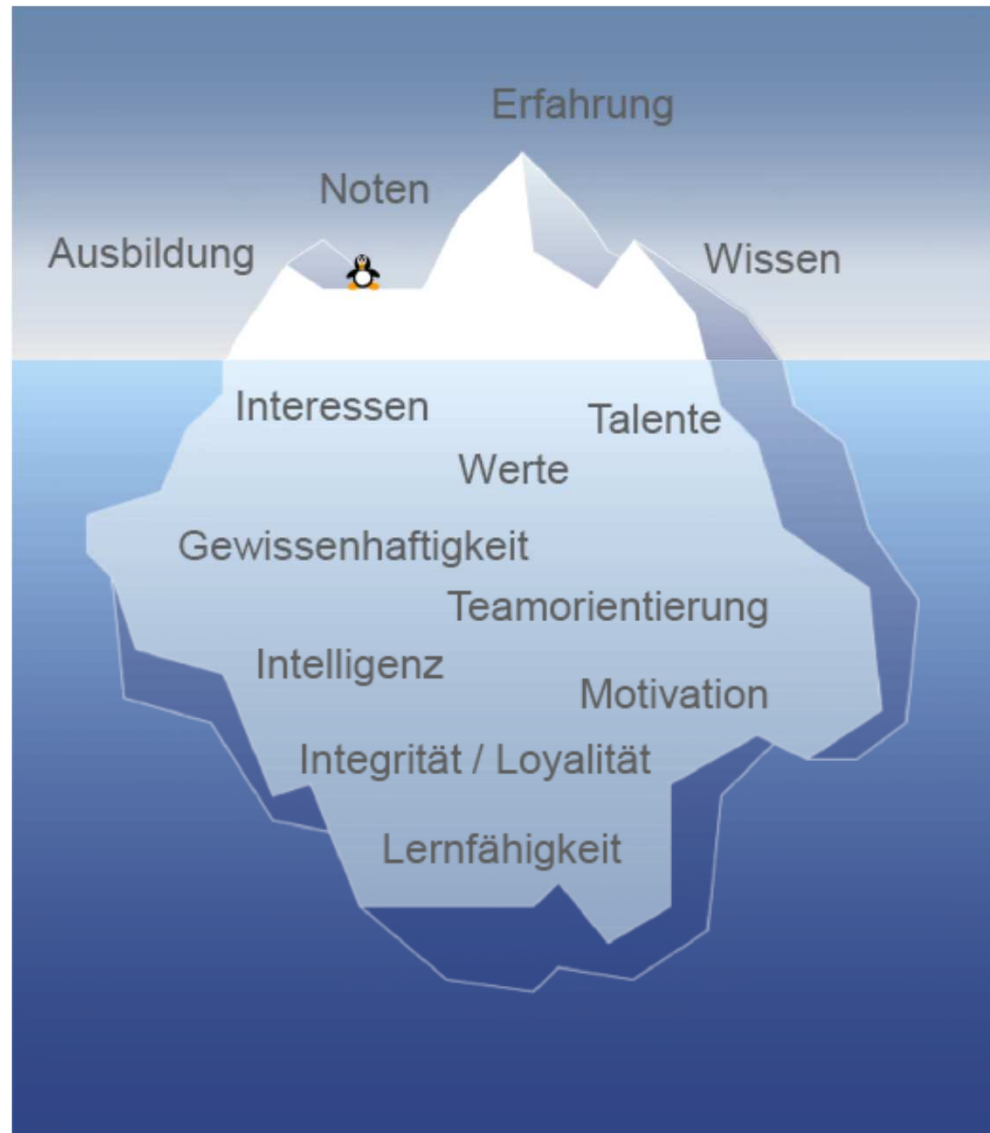 Erfahrung
Noten
Ausbildung
Wissen
Interessen
Talente
Werte
Gewissenhaftigkeit
Teamorientierung
Intelligenz
Motivation
Integrität / Loyalität
Lernfähigkeit